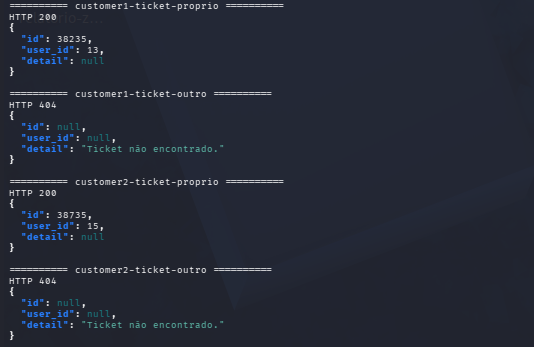 ========== customer1-ticket-proprio ==========
HTTP 200
{
  "id": 38235,
  "user_id": 13,
  "detail": null
}
========== customer1-ticket-outro ==========
HTTP 404
{
  "id": null,
  "user_id": null,
  "detail": "Ticket não encontrado."
}
========== customer2-ticket-proprio ==========
HTTP 200
{
  "id": 38735,
  "user_id": 15,
  "detail": null
}
========== customer2-ticket-outro ==========
HTTP 404
{
  "id": null,
  "user_id": null,
  "detail": "Ticket não encontrado."
}